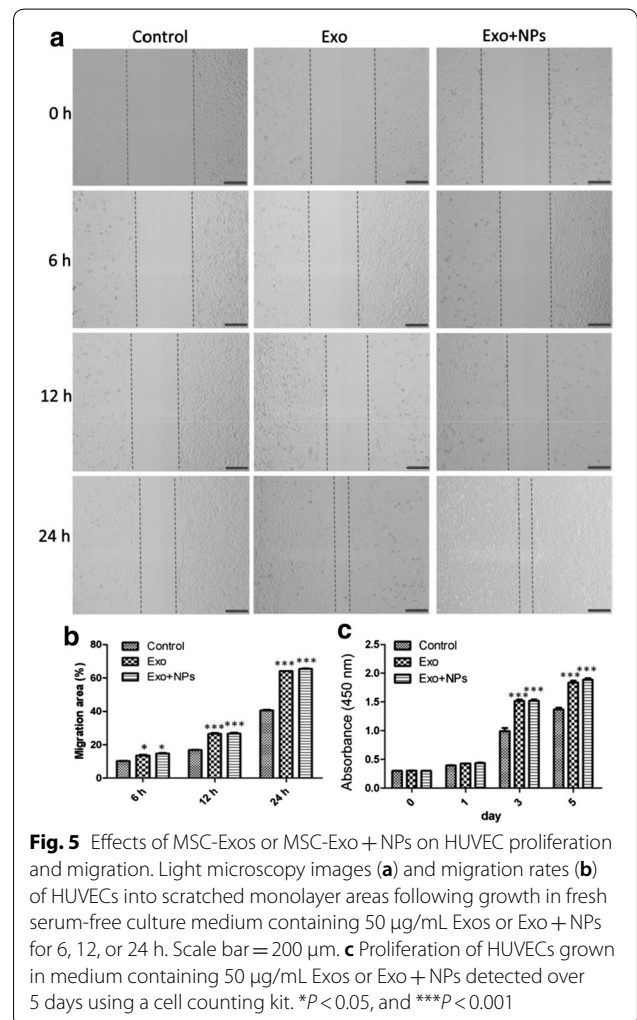 a
Control Exo Exo+NPs
0 h
6 h
12 h
24 h
b
Migration area (%)
80
60
40
20
0
Control
Exo
Exo+NPs
* *
*** ***
*** ***
6 h 12 h 24 h
c
Absorbance (450 nm)
2.5
2.0
1.5
1.0
0.5
0.0
Control
Exo
Exo+NPs
*** ***
*** ***
0 1 3 5
day
Fig. 5 Effects of MSC-Exos or MSC-Exo + NPs on HUVEC proliferation
and migration. Light microscopy images (a) and migration rates (b)
of HUVECs into scratched monolayer areas following growth in fresh
serum-free culture medium containing 50 μg/mL Exos or Exo + NPs
for 6, 12, or 24 h. Scale bar = 200 μm. c Proliferation of HUVECs grown
in medium containing 50 μg/mL Exos or Exo + NPs detected over
5 days using a cell counting kit. *P < 0.05, and ***P < 0.001